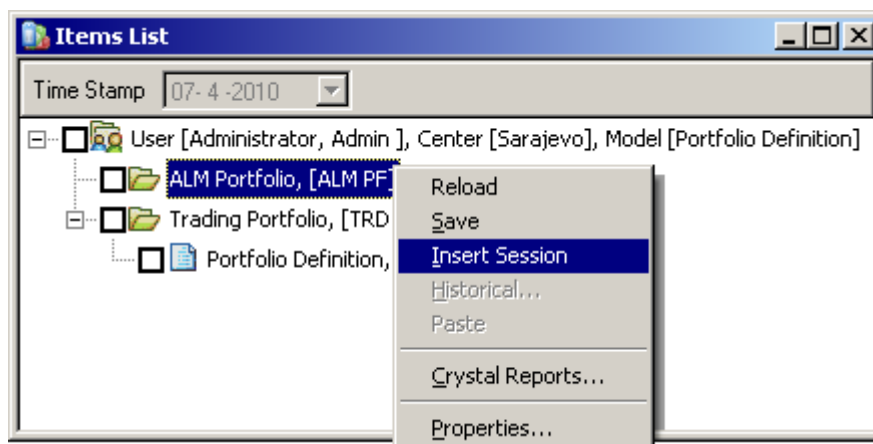 Items List
Time Stamp 07- 4 -2010
User [Administrator, Admin ], Center [Sarajevo], Model [Portfolio Definition]
ALM Portfolio, [ALM PF]
Trading Portfolio, [TRD
Portfolio Definition,
Reload
Save
Insert Session
Historical...
Paste
Crystal Reports...
Properties...